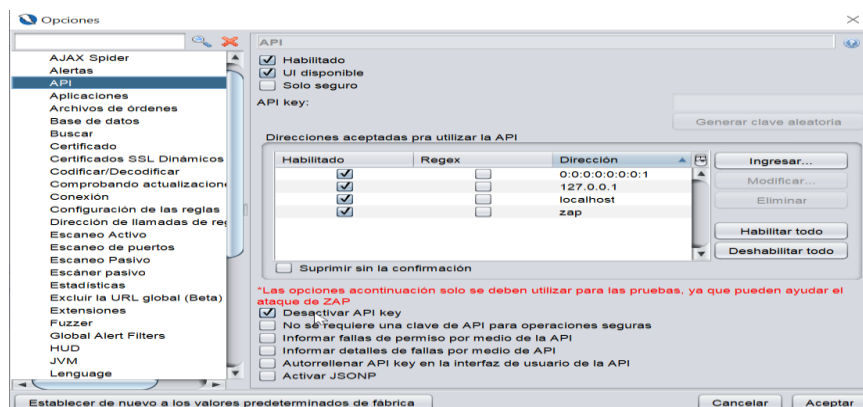 Opciones
AJAX Spider
Alertas
API
Aplicaciones
Archivos de órdenes
Base de datos
Buscar
Certificado
Certificados SSL Dinámicos
Codificar/Decodificar
Comprobando actualizacion
Conexión
Configuración de las reglas
Dirección de llamadas de reg
Escaneo Activo
Escaneo de puertos
Escaneo Pasivo
Escáner pasivo
Estadísticas
Excluir la URL global (Beta)
Extensiones
Fuzzer
Global Alert Filters
HUD
JVM
Lenguage
API
Habilitado
UI disponible
Solo seguro
API key:
Generar clave aleatoria
Direcciones aceptadas pra utilizar la API
Habilitado Regex Dirección
0:0:0:0:0:0:0:1
127.0.0.1
localhost
zap
Ingresar...
Modificar...
Eliminar
Habilitar todo
Deshabilitar todo
Suprimir sin la confirmación
*Las opciones acontinuación solo se deben utilizar para las pruebas, ya que pueden ayudar el
ataque de ZAP
Desactivar API key
No se requiere una clave de API para operaciones seguras
Informar fallas de permiso por medio de la API
Informar detalles de fallas por medio de API
Autorrellenar API key en la interfaz de usuario de la API
Activar JSONP
Establecer de nuevo a los valores predeterminados de fábrica
Cancelar Aceptar